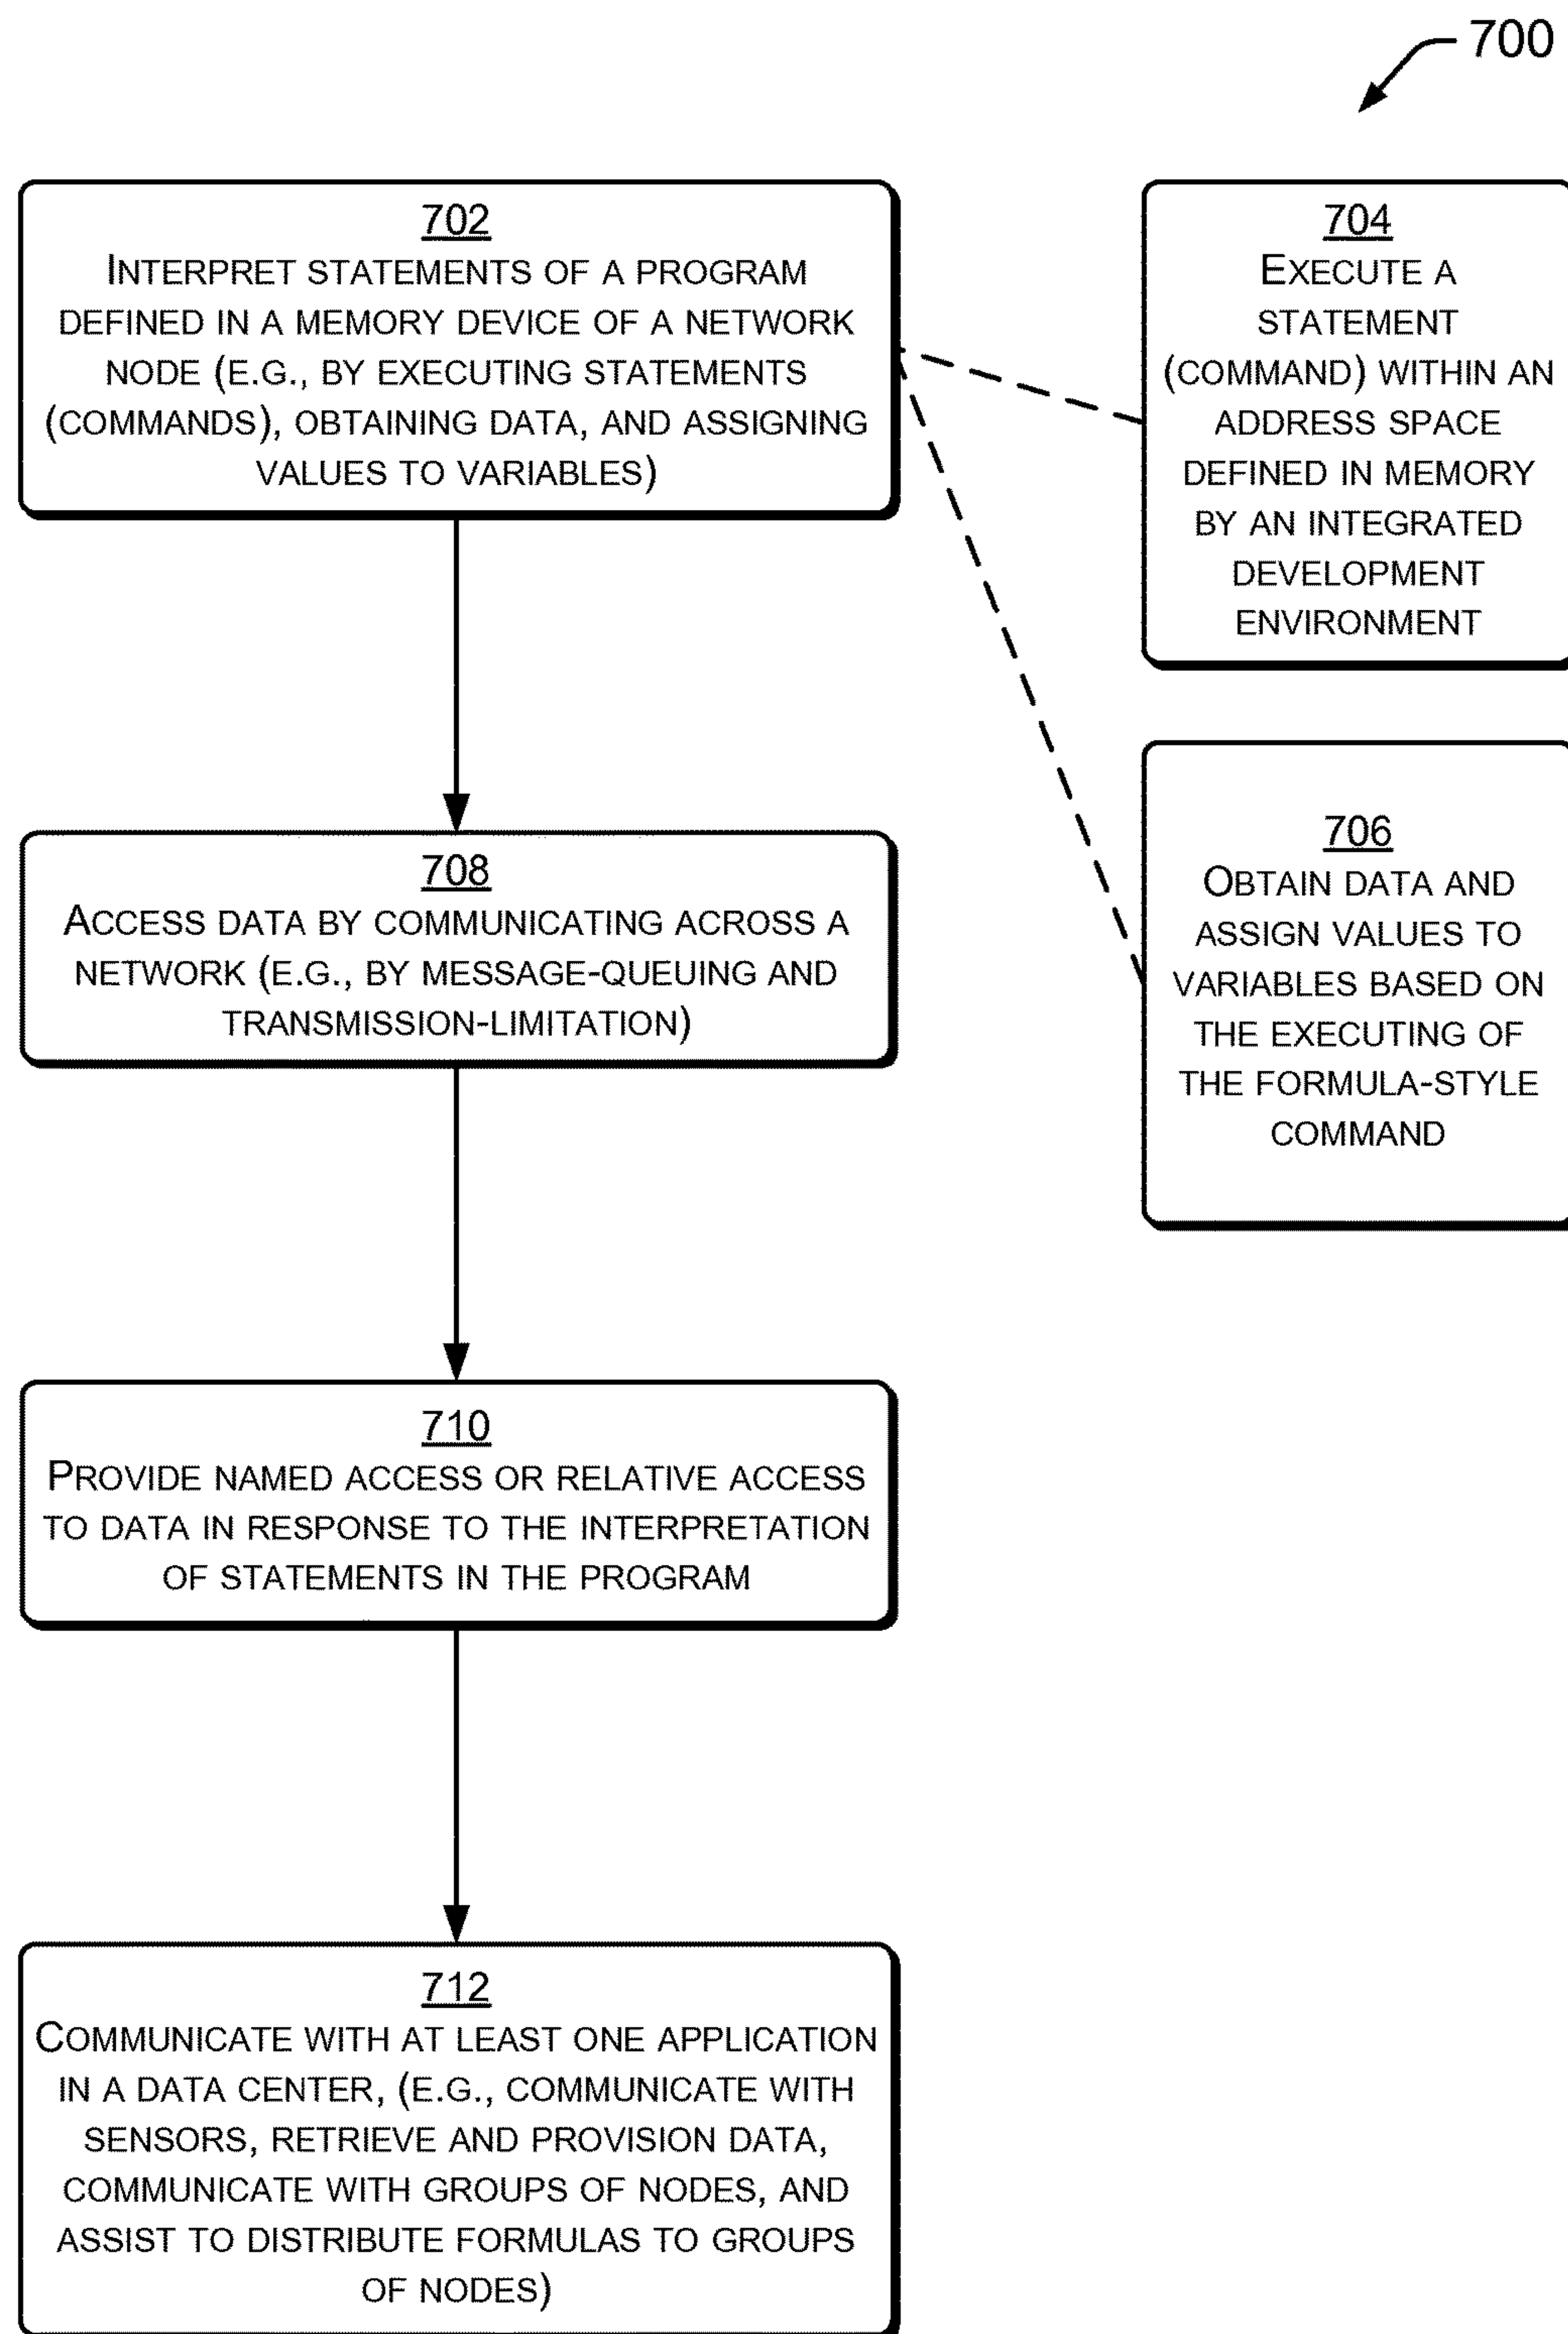 700
702
INTERPRET STATEMENTS OF A PROGRAM
DEFINED IN A MEMORY DEVICE OF A NETWORK
NODE (E.G., BY EXECUTING STATEMENTS
(COMMANDS), OBTAINING DATA, AND ASSIGNING
VALUES TO VARIABLES)
704
EXECUTE A
STATEMENT
(COMMAND) WITHIN AN
ADDRESS SPACE
DEFINED IN MEMORY
BY AN INTEGRATED
DEVELOPMENT
ENVIRONMENT
706
OBTAIN DATA AND
ASSIGN VALUES TO
VARIABLES BASED ON
THE EXECUTING OF
THE FORMULA-STYLE
COMMAND
708
ACCESS DATA BY COMMUNICATING ACROSS A
NETWORK (E.G., BY MESSAGE-QUEUING AND
TRANSMISSION-LIMITATION)
710
PROVIDE NAMED ACCESS OR RELATIVE ACCESS
TO DATA IN RESPONSE TO THE INTERPRETATION
OF STATEMENTS IN THE PROGRAM
712
COMMUNICATE WITH AT LEAST ONE APPLICATION
IN A DATA CENTER, (E.G., COMMUNICATE WITH
SENSORS, RETRIEVE AND PROVISION DATA,
COMMUNICATE WITH GROUPS OF NODES, AND
ASSIST TO DISTRIBUTE FORMULAS TO GROUPS
OF NODES)